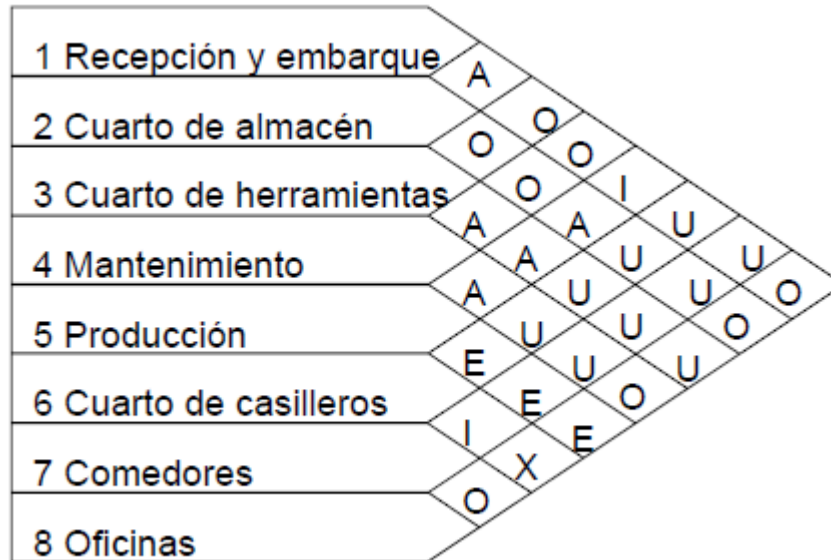 A
1 Recepción y embarque
O
2 Cuarto de almacén O O
O I
3 Cuarto de herramientas
A A U
A U U
4 Mantenimiento
A U U O
5 Producción U U O
E U U
6 Cuarto de casilleros E O
I E
7 Comedores X
O
8 Oficinas